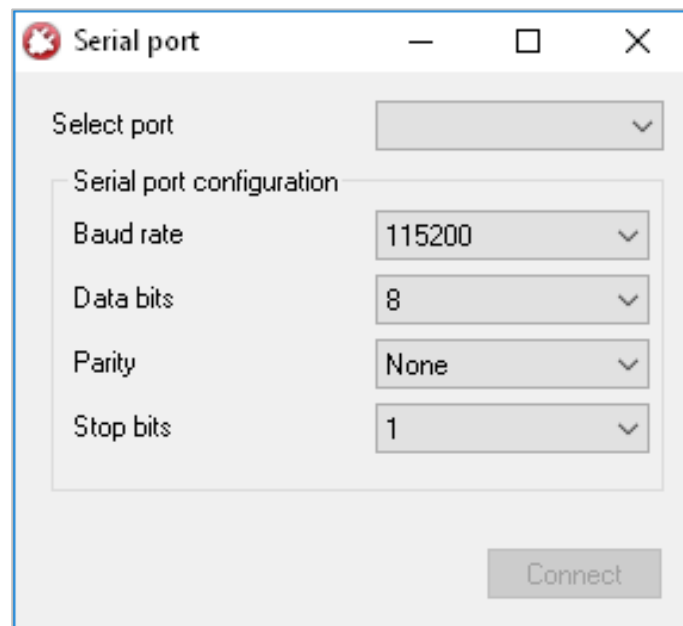 Serial port
Select port
Serial port configuration
Baud rate 115200
Data bits 8
Parity None
Stop bits 1
Connect